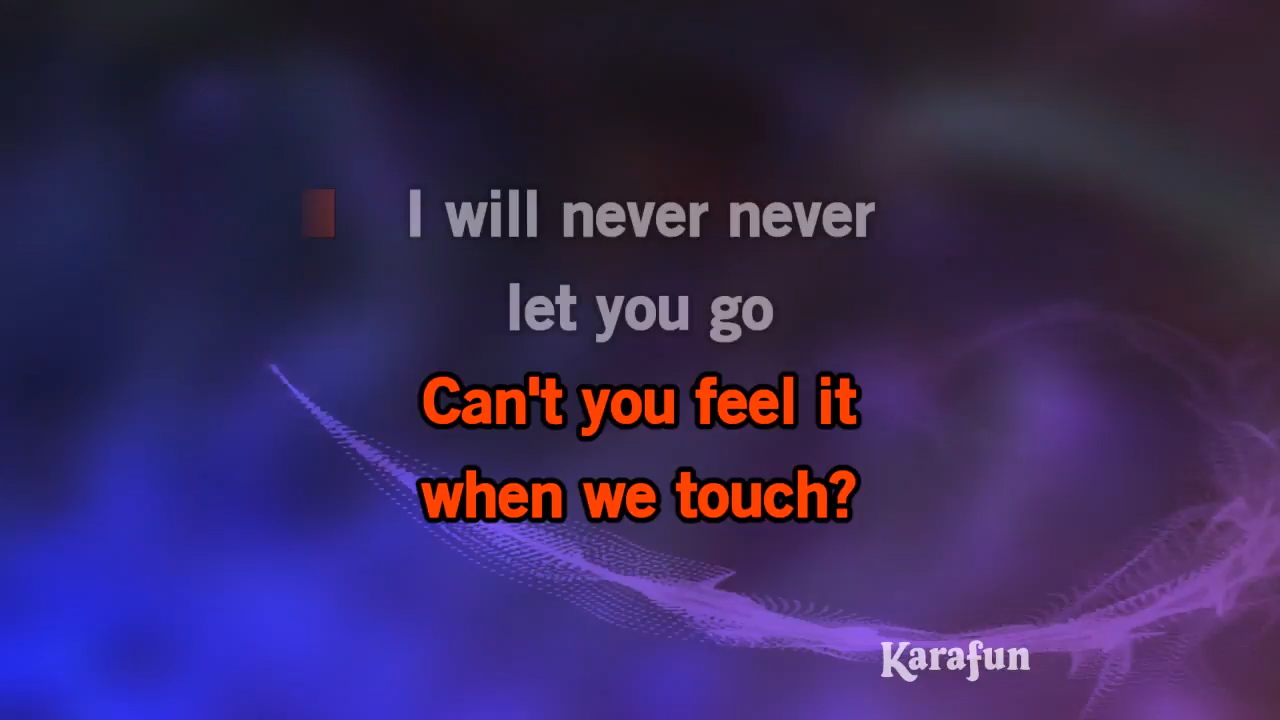 I will never never
let you go
Can't you feel it
when we touch?
Karafun